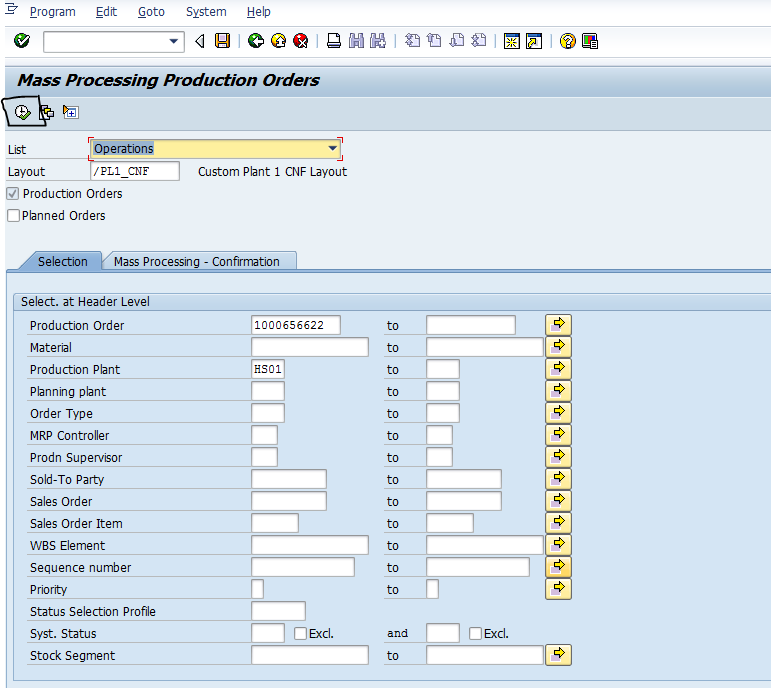 Program Edit Goto System Help
Mass Processing Production Orders
List Operations
Layout /PL1_CNF Custom Plant 1 CNF Layout
Production Orders
Planned Orders
Selection Mass Processing - Confirmation
Select. at Header Level
Production Order 1000656622 to
Material to
Production Plant HS01 to
Planning plant to
Order Type to
MRP Controller to
Prodn Supervisor to
Sold-To Party to
Sales Order to
Sales Order Item to
WBS Element to
Sequence number to
Priority to
Status Selection Profile
Syst. Status Excl. and Excl.
Stock Segment to